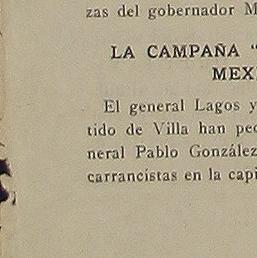 zas del gobernador M
LA CAMPAÑA "
MEX
El general Lagos y
tido de Villa han pe
neral Pablo González
carrancistas en la capi